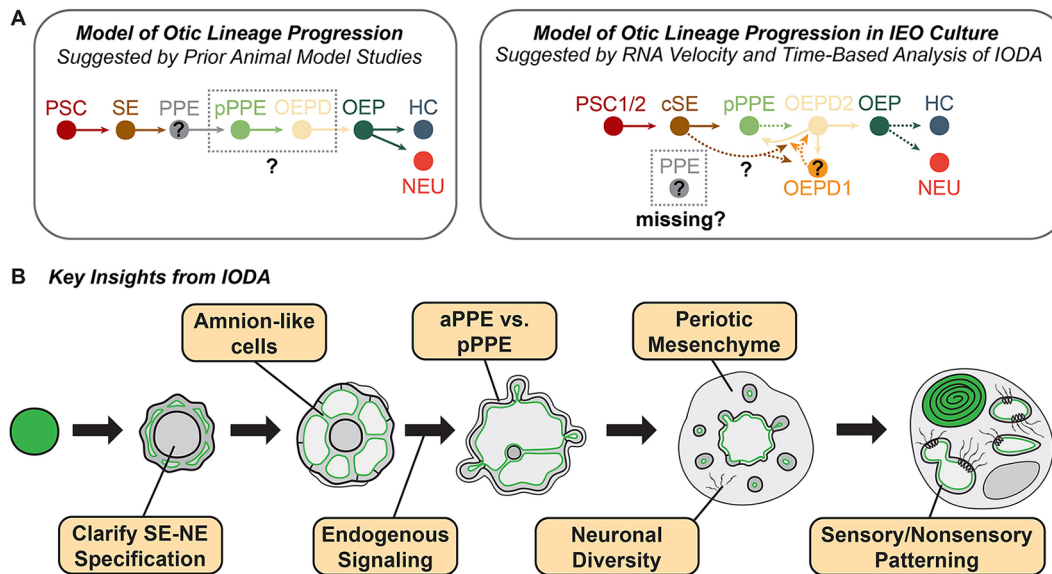 A
Model of Otic Lineage Progression
Suggested by Prior Animal Model Studies
PSC SE PPE pPPE OEPD OEP HC
?
?
NEU
Model of Otic Lineage Progression in IEO Culture
Suggested by RNA Velocity and Time-Based Analysis of IODA
PSC1/2 cSE pPPE OEPD2 OEP HC
PPE ? ?
? OEPD1 NEU
missing?
B Key Insights from IODA
Amnion-like
cells
aPPE vs.
pPPE
Periotic
Mesenchyme
Clarify SE-NE
Specification
Endogenous
Signaling
Neuronal
Diversity
Sensory/Nonsensory
Patterning